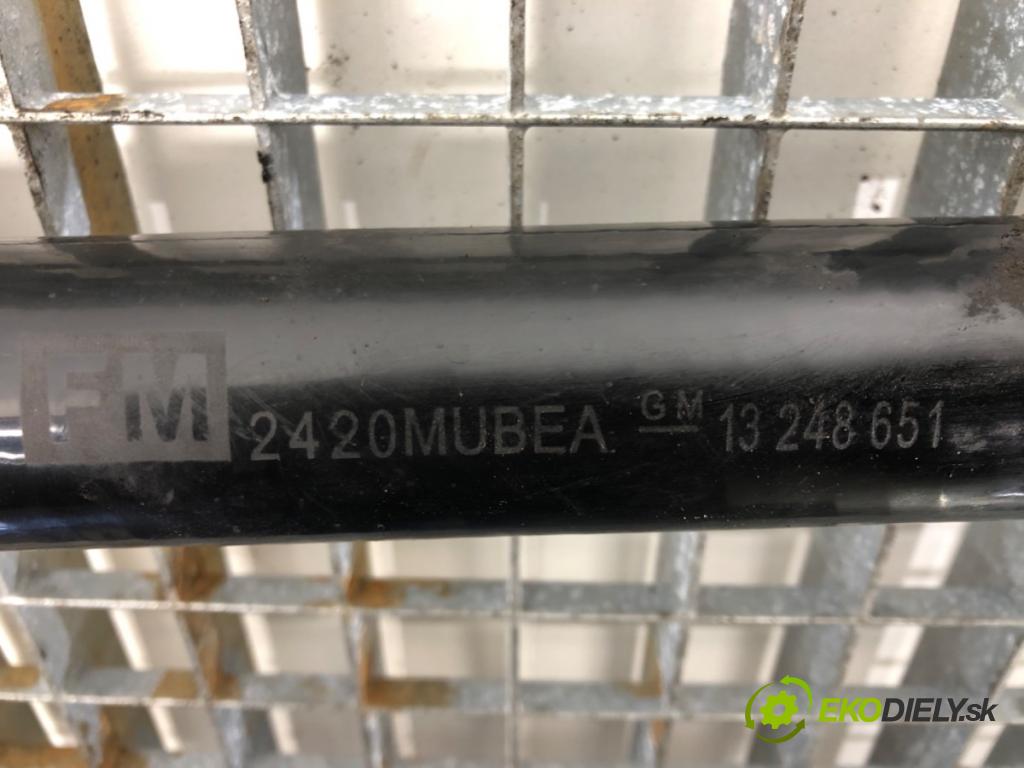 FM 2420MUBEA GM 13 248 651
EKODIELY.sk